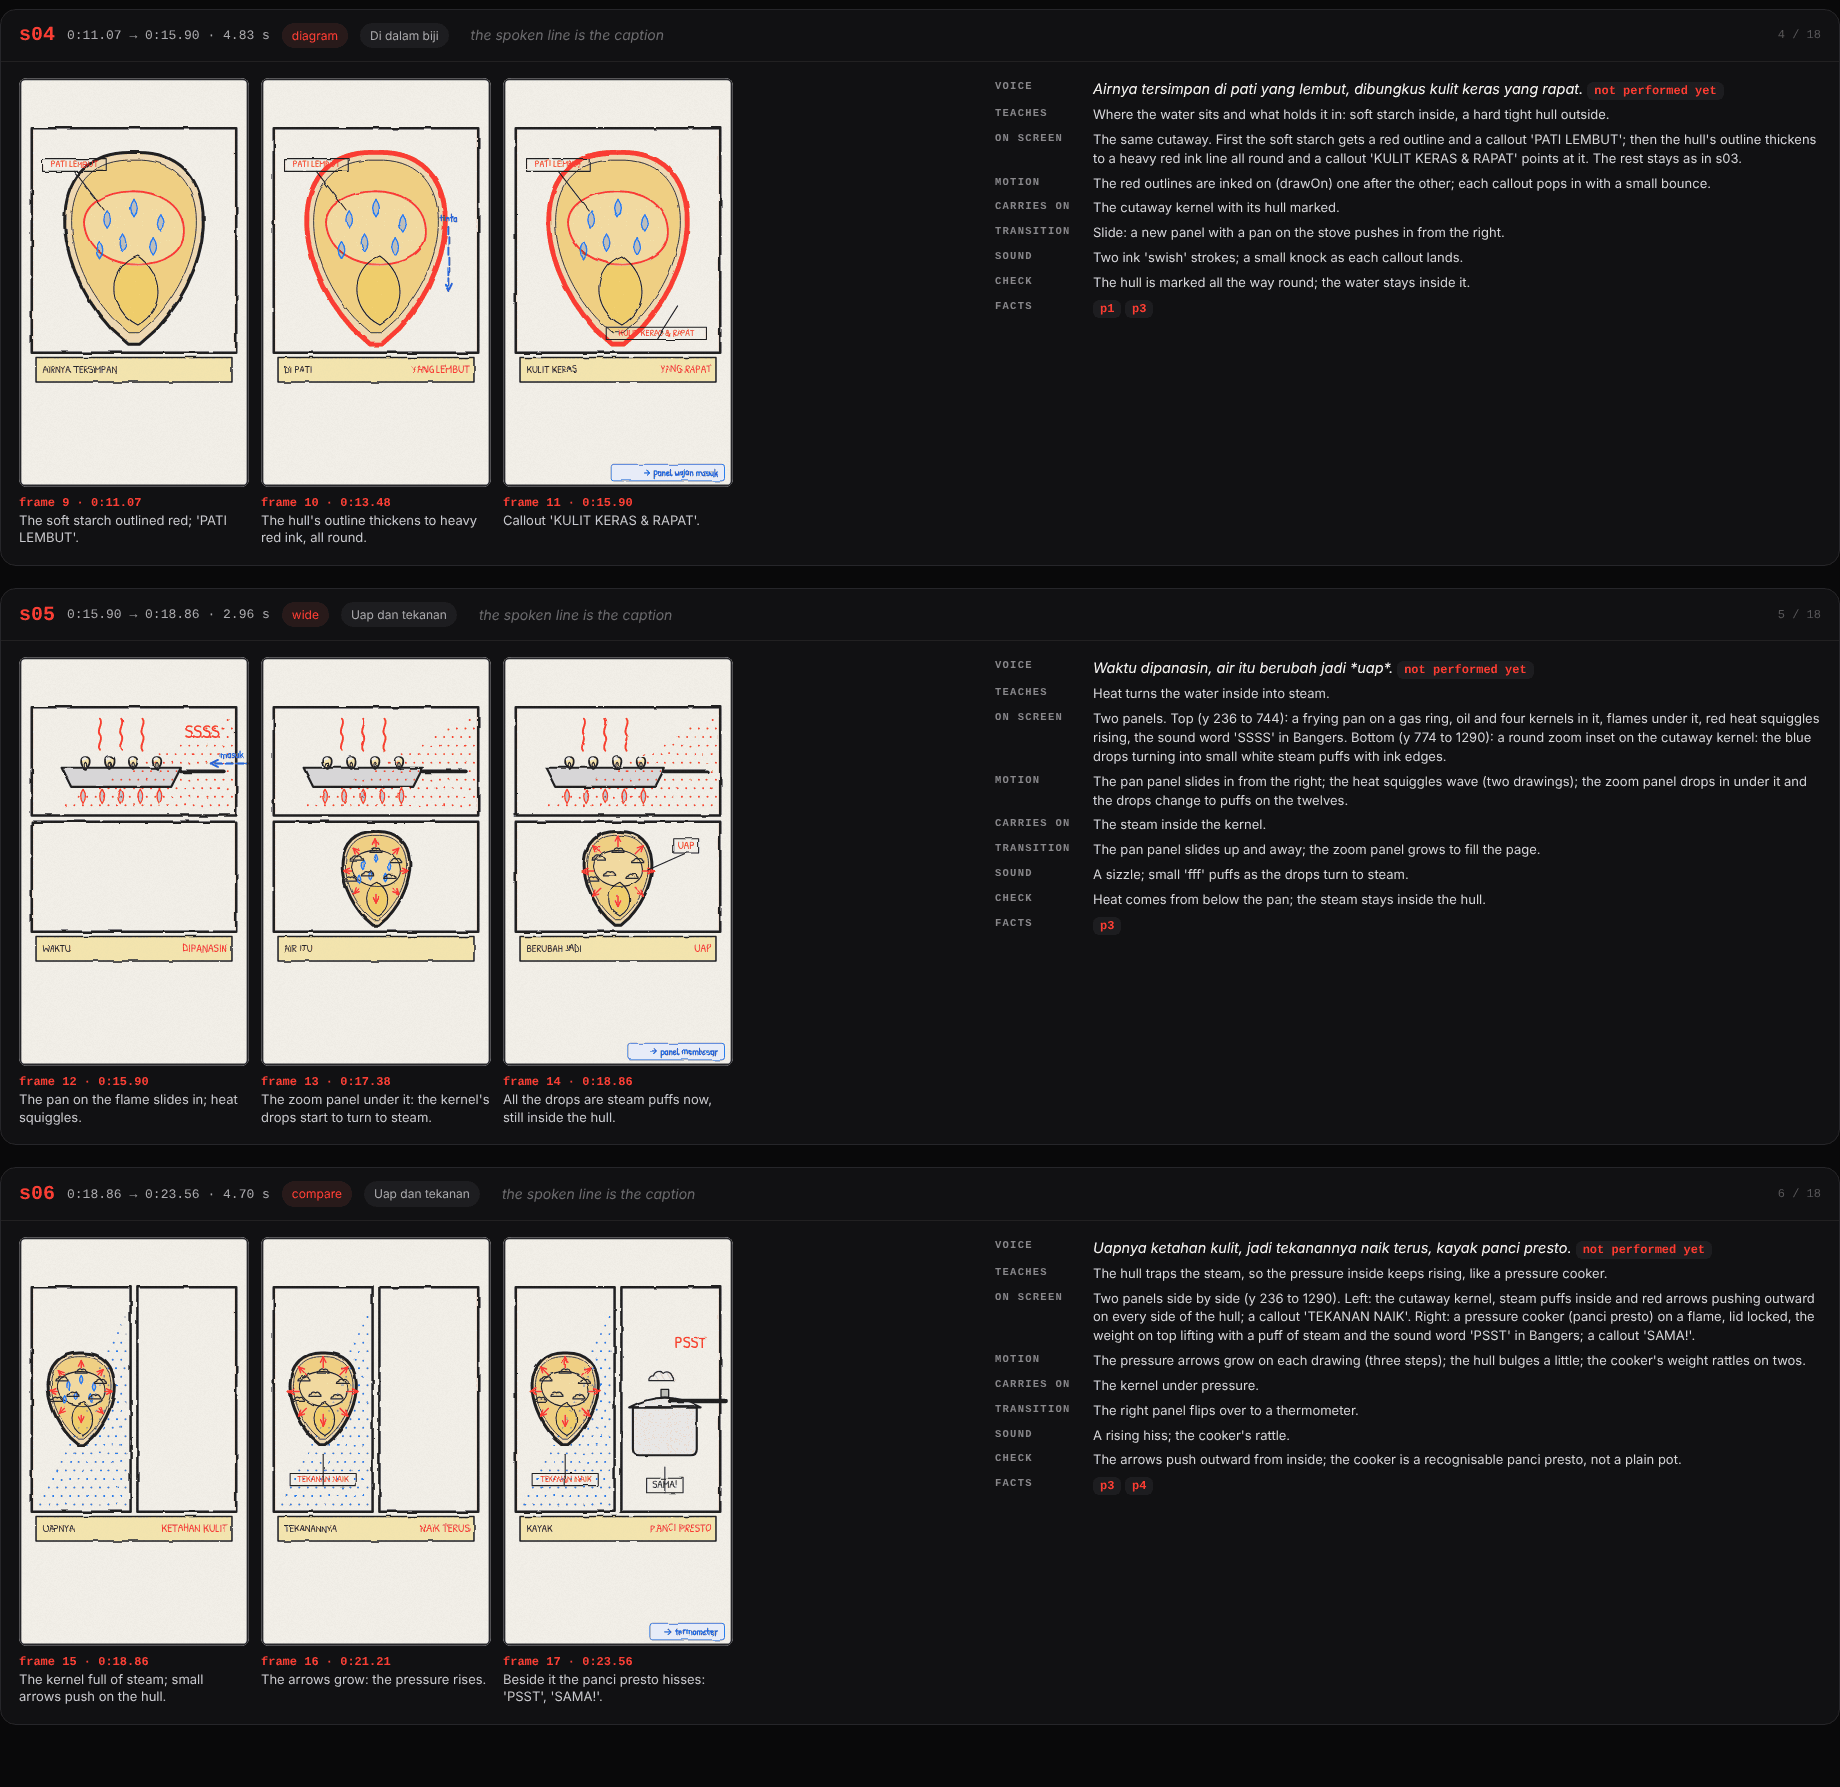 s04 0:11.07 → 0:15.90 · 4.83 s diagram Di dalam biji the spoken line is the caption 4 / 18
PATI LEMBUT
AIRNYA TERSIMPAN
PATI LEMBUT
tinta
DI PATI YANG LEMBUT
PATI LEMBUT
KULIT KERAS & RAPAT
KULIT KERAS YANG RAPAT
→ panel wajan masuk
frame 9 · 0:11.07
The soft starch outlined red; 'PATI
LEMBUT'.
frame 10 · 0:13.48
The hull's outline thickens to heavy
red ink, all round.
frame 11 · 0:15.90
Callout 'KULIT KERAS & RAPAT'.
VOICE Airnya tersimpan di pati yang lembut, dibungkus kulit keras yang rapat. not performed yet
TEACHES Where the water sits and what holds it in: soft starch inside, a hard tight hull outside.
ON SCREEN The same cutaway. First the soft starch gets a red outline and a callout 'PATI LEMBUT'; then the hull's outline thickens
to a heavy red ink line all round and a callout 'KULIT KERAS & RAPAT' points at it. The rest stays as in s03.
MOTION The red outlines are inked on (drawOn) one after the other; each callout pops in with a small bounce.
CARRIES ON The cutaway kernel with its hull marked.
TRANSITION Slide: a new panel with a pan on the stove pushes in from the right.
SOUND Two ink 'swish' strokes; a small knock as each callout lands.
CHECK The hull is marked all the way round; the water stays inside it.
FACTS p1 p3
s05 0:15.90 → 0:18.86 · 2.96 s wide Uap dan tekanan the spoken line is the caption 5 / 18
SSSS
masuk
WAKTU DIPANASIN
AIR ITU
UAP
BERUBAH JADI UAP
→ panel membesar
frame 12 · 0:15.90
The pan on the flame slides in; heat
squiggles.
frame 13 · 0:17.38
The zoom panel under it: the kernel's
drops start to turn to steam.
frame 14 · 0:18.86
All the drops are steam puffs now,
still inside the hull.
VOICE Waktu dipanasin, air itu berubah jadi *uap*. not performed yet
TEACHES Heat turns the water inside into steam.
ON SCREEN Two panels. Top (y 236 to 744): a frying pan on a gas ring, oil and four kernels in it, flames under it, red heat squiggles
rising, the sound word 'SSSS' in Bangers. Bottom (y 774 to 1290): a round zoom inset on the cutaway kernel: the blue
drops turning into small white steam puffs with ink edges.
MOTION The pan panel slides in from the right; the heat squiggles wave (two drawings); the zoom panel drops in under it and
the drops change to puffs on the twelves.
CARRIES ON The steam inside the kernel.
TRANSITION The pan panel slides up and away; the zoom panel grows to fill the page.
SOUND A sizzle; small 'fff' puffs as the drops turn to steam.
CHECK Heat comes from below the pan; the steam stays inside the hull.
FACTS p3
s06 0:18.86 → 0:23.56 · 4.70 s compare Uap dan tekanan the spoken line is the caption 6 / 18
UAPNYA KETAHAN KULIT
TEKANAN NAIK
TEKANANNYA NAIK TERUS
PSST
TEKANAN NAIK
SAMA!
KAYAK PANCI PRESTO
→ termometer
frame 15 · 0:18.86
The kernel full of steam; small
arrows push on the hull.
frame 16 · 0:21.21
The arrows grow: the pressure rises.
frame 17 · 0:23.56
Beside it the panci presto hisses:
'PSST', 'SAMA!'.
VOICE Uapnya ketahan kulit, jadi tekanannya naik terus, kayak panci presto. not performed yet
TEACHES The hull traps the steam, so the pressure inside keeps rising, like a pressure cooker.
ON SCREEN Two panels side by side (y 236 to 1290). Left: the cutaway kernel, steam puffs inside and red arrows pushing outward
on every side of the hull; a callout 'TEKANAN NAIK'. Right: a pressure cooker (panci presto) on a flame, lid locked, the
weight on top lifting with a puff of steam and the sound word 'PSST' in Bangers; a callout 'SAMA!'.
MOTION The pressure arrows grow on each drawing (three steps); the hull bulges a little; the cooker's weight rattles on twos.
CARRIES ON The kernel under pressure.
TRANSITION The right panel flips over to a thermometer.
SOUND A rising hiss; the cooker's rattle.
CHECK The arrows push outward from inside; the cooker is a recognisable panci presto, not a plain pot.
FACTS p3 p4